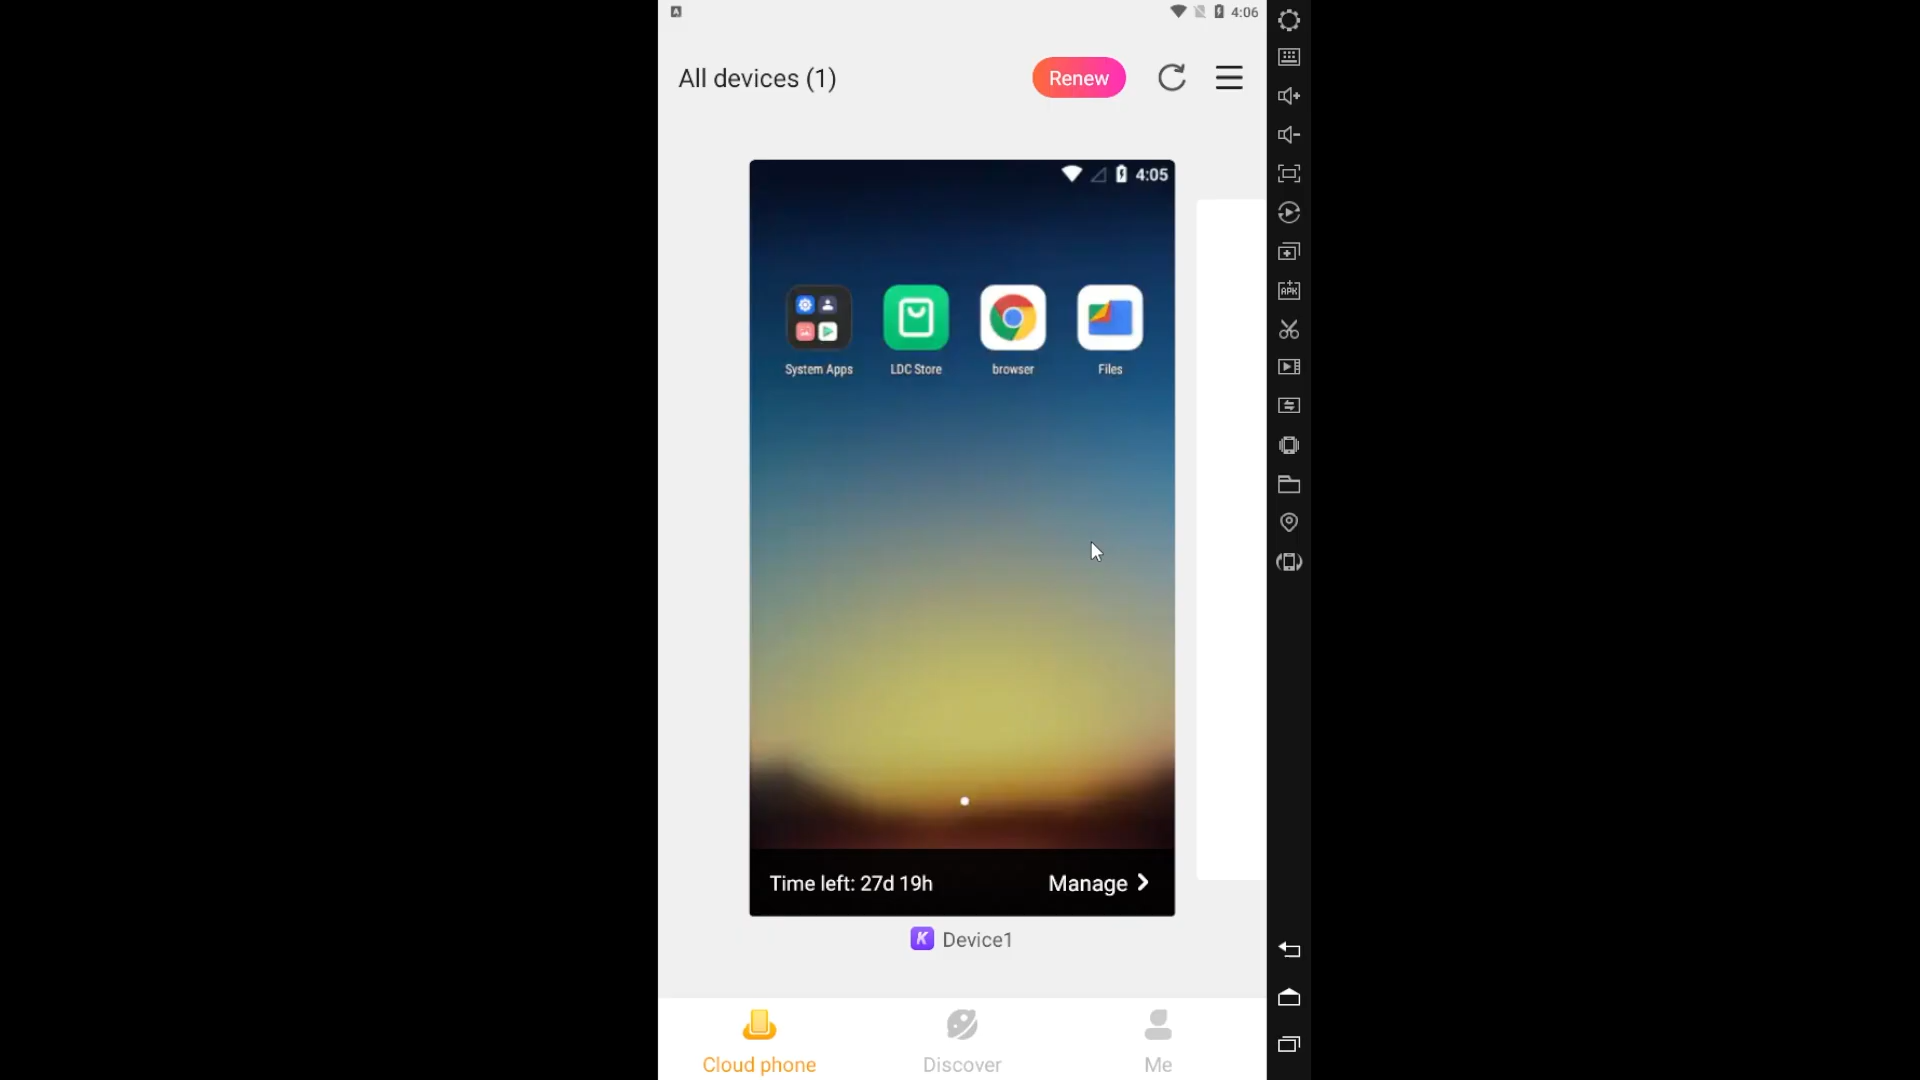 A
4:06
All devices (1)
Renew
4:05
System Apps
LDC Store
browser
Files
APK
Time left: 27d 19h
Manage
K
Device1
Cloud phone
Discover
Me